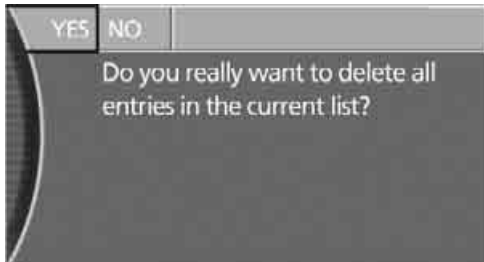 YES NO
Do you really want to delete all
entries in the current list?